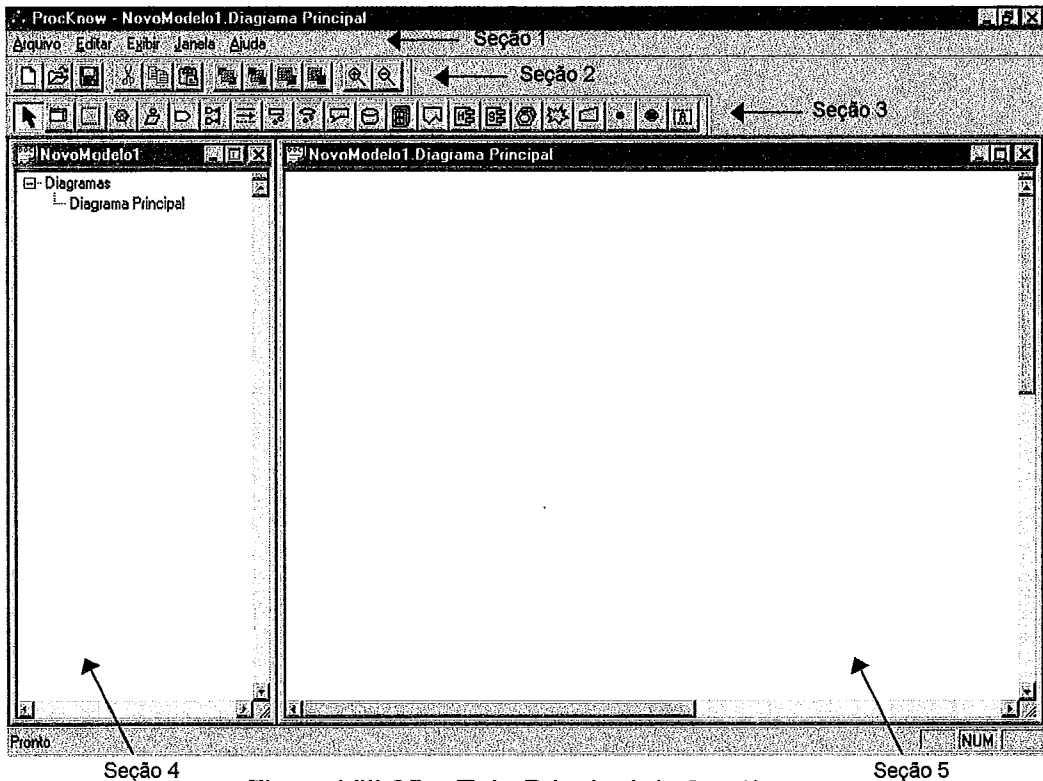 ProcKnow - NovoModelo1.Diagrama Principal
Arquivo Editar Exibir Janela Ajuda
Seção 1
Seção 2
Seção 3
NovoModelo1
NovoModelo1.Diagrama Principal
Diagramas
Diagrama Principal
Pronto
NUM
Seção 4
Seção 5